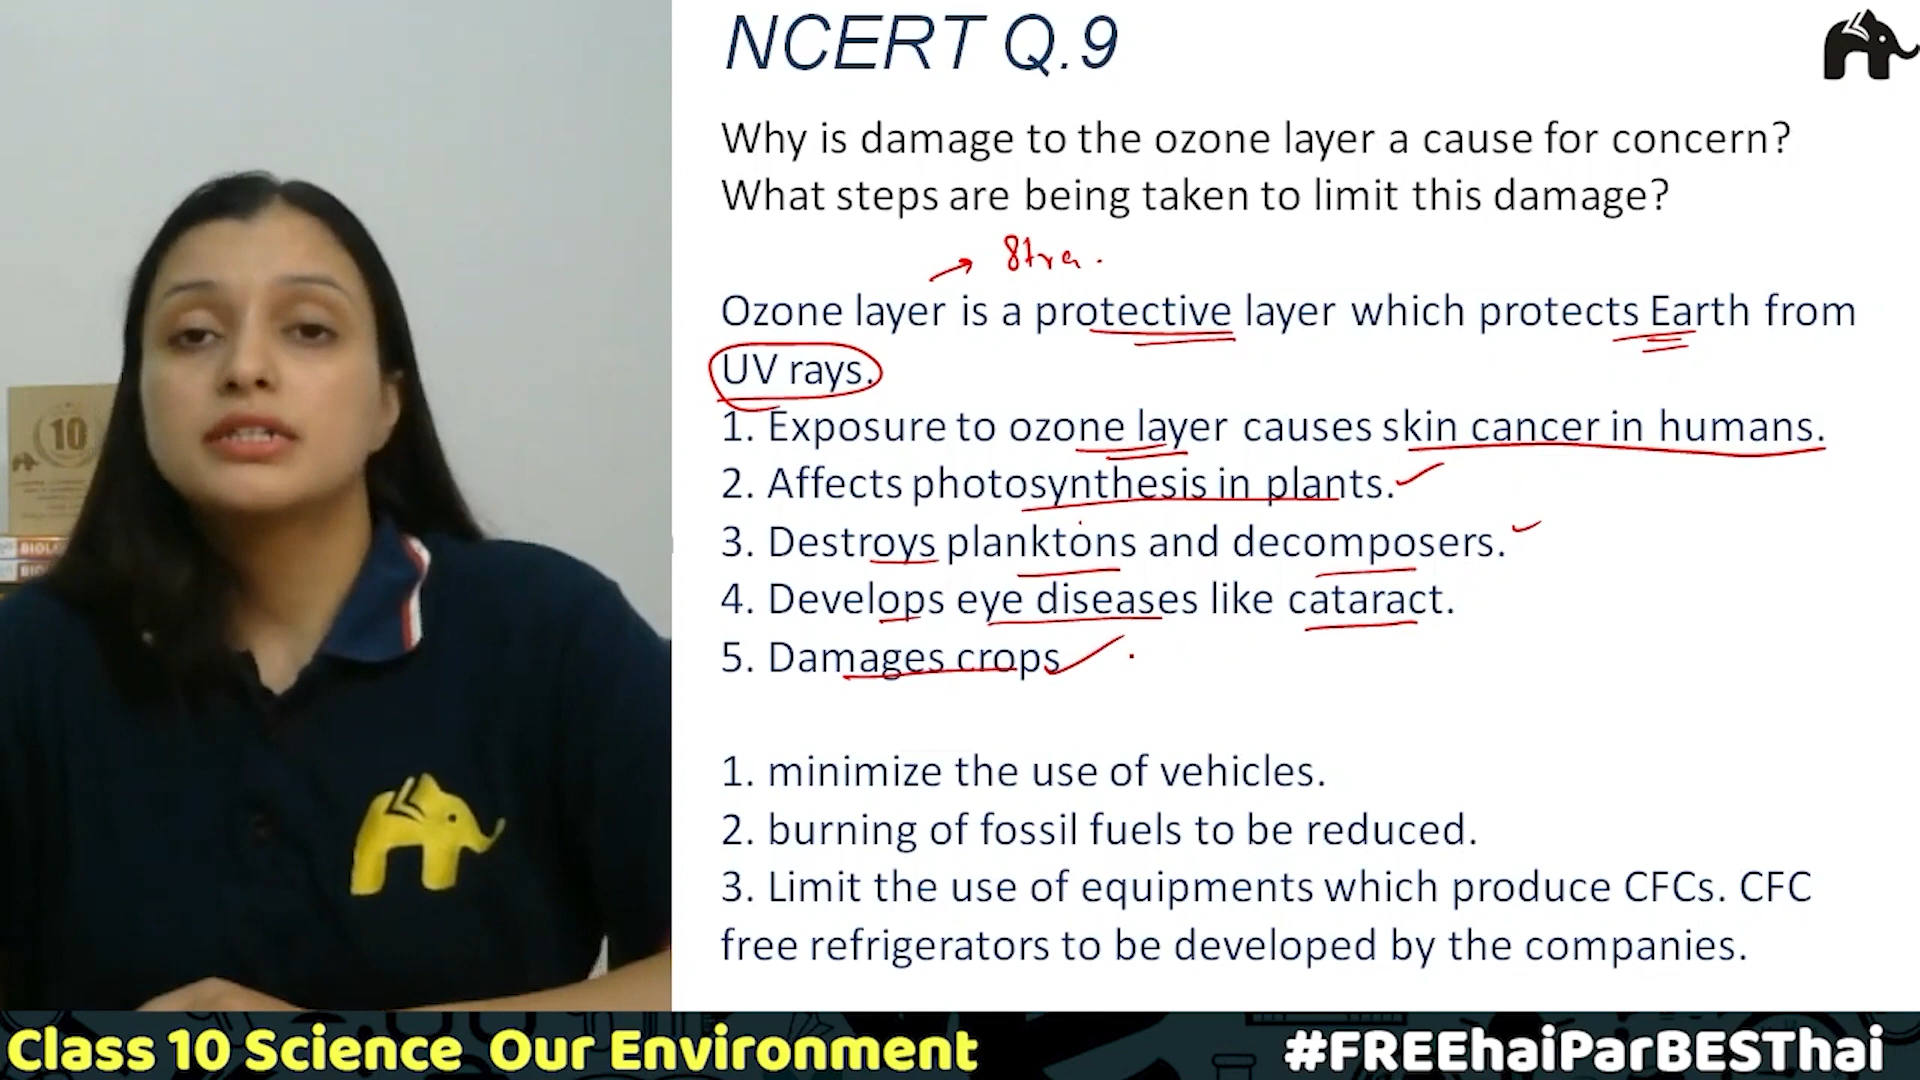 NCERT Q.9
Why is damage to the ozone layer a cause for concern?
What steps are being taken to limit this damage?
Stra.
Ozone layer is a protective layer which protects Earth from
UV rays.
1. Exposure to ozone layer causes skin cancer in humans.
2. Affects photosynthesis in plants.
3. Destroys planktons and decomposers.
4. Develops eye diseases like cataract.
5. Damages crops
1. minimize the use of vehicles.
2. burning of fossil fuels to be reduced.
3. Limit the use of equipments which produce CFCs. CFC
free refrigerators to be developed by the companies.
10
Class 10 Science Our Environment
#FREEhaiParBESThai